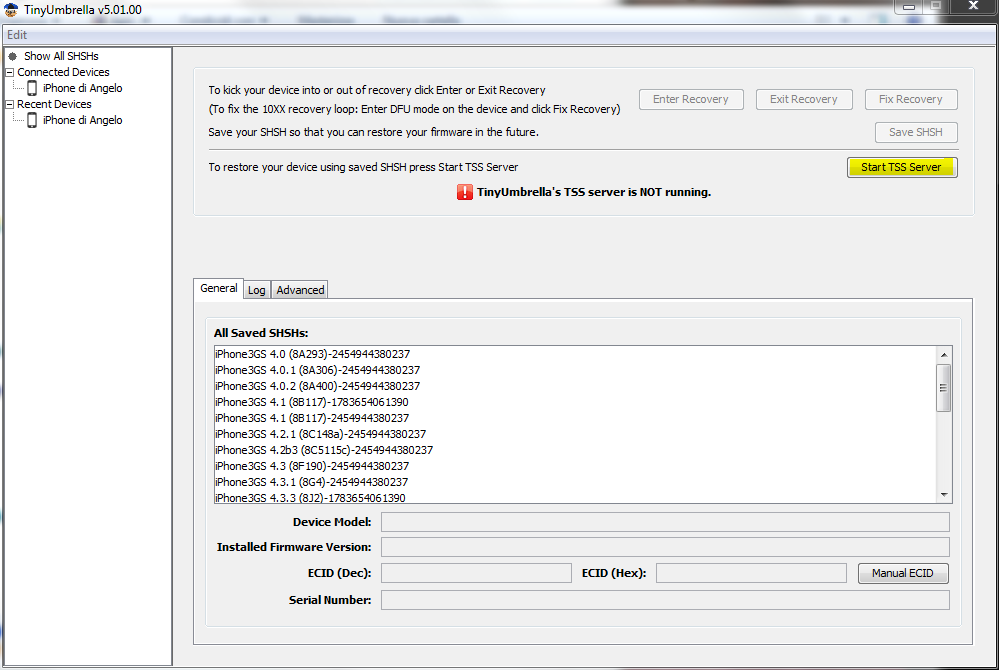 TinyUmbrella v5.01.00
Edit
Show All SHSHs
Connected Devices
iPhone di Angelo
Recent Devices
iPhone di Angelo
To kick your device into or out of recovery click Enter or Exit Recovery
(To fix the 10XX recovery loop: Enter DFU mode on the device and click Fix Recovery)
Enter Recovery
Exit Recovery
Fix Recovery
Save your SHSH so that you can restore your firmware in the future.
Save SHSH
To restore your device using saved SHSH press Start TSS Server
Start TSS Server
TinyUmbrella's TSS server is NOT running.
General
Log
Advanced
All Saved SHSHs:
iPhone3GS 4.0 (8A293)-2454944380237
iPhone3GS 4.0.1 (8A306)-2454944380237
iPhone3GS 4.0.2 (8A400)-2454944380237
iPhone3GS 4.1 (8B117)-1783654061390
iPhone3GS 4.1 (8B117)-2454944380237
iPhone3GS 4.2.1 (8C148a)-2454944380237
iPhone3GS 4.2b3 (8C5115c)-2454944380237
iPhone3GS 4.3 (8F190)-2454944380237
iPhone3GS 4.3.1 (8G4)-2454944380237
iPhone3GS 4.3.3 (8J2)-1783654061390
Device Model:
Installed Firmware Version:
ECID (Dec):
ECID (Hex):
Manual ECID
Serial Number: